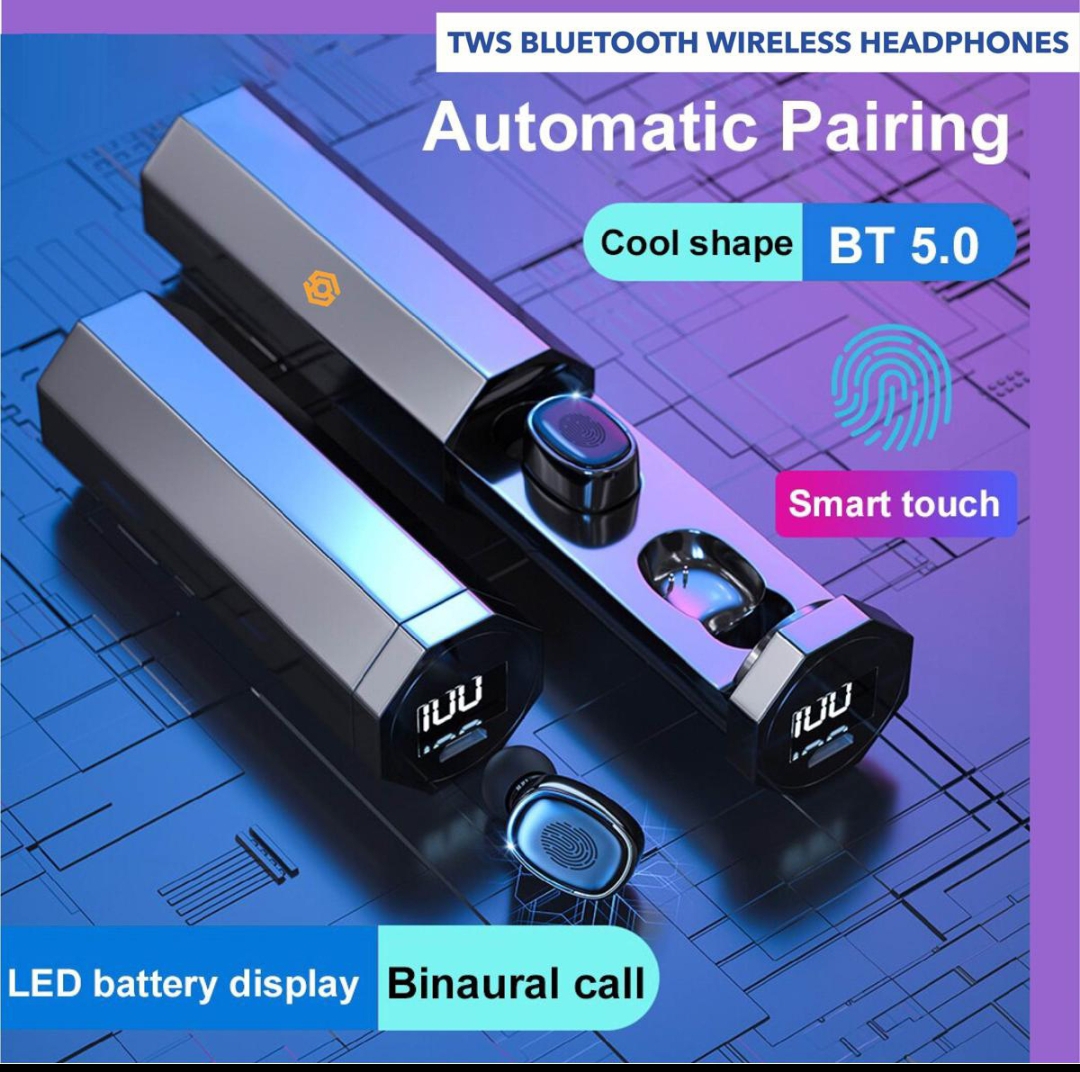 TWS BLUETOOTH WIRELESS HEADPHONES
Automatic Pairing
Cool shape
BT 5.0
Smart touch
100
100
LED battery display
Binaural call